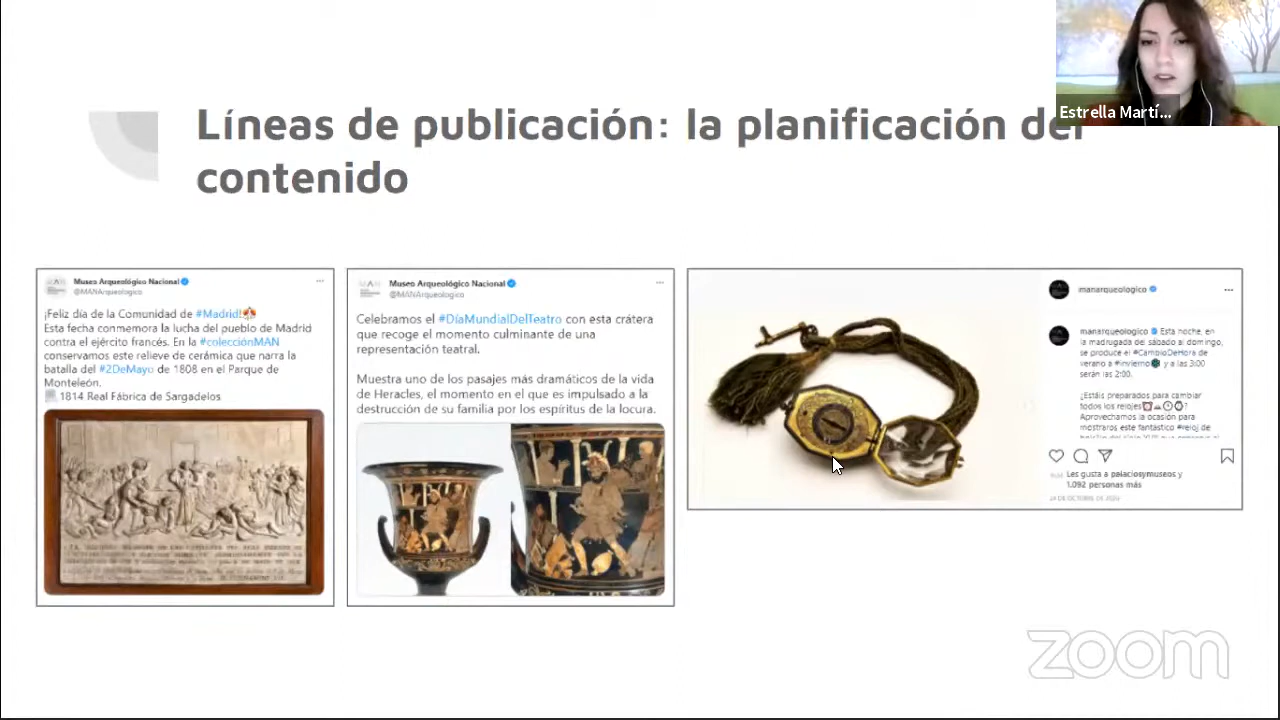 Líneas de publicación: la planificación del
contenido
Estrella Martí...
Museo Arqueológico Nacional
@MANArqueologico
¡Feliz día de la Comunidad de #Madrid!
Esta fecha conmemora la lucha del pueblo de Madrid
contra el ejército francés. En la #colecciónMAN
conservamos este relieve de cerámica que narra la
batalla del #2DeMayo de 1808 en el Parque de
Monteleón.
1814 Real Fábrica de Sargadelos
Museo Arqueológico Nacional
@MANArqueologico
Celebramos el #DíaMundialDelTeatro con esta crátera
que recoge el momento culminante de una
representación teatral.
Muestra uno de los pasajes más dramáticos de la vida
de Heracles, el momento en el que es impulsado a la
destrucción de su familia por los espíritus de la locura.
manarqueologico
manarqueologico Esta noche, en
la madrugada del sábado al domingo,
se produce el #CambioDeHora de
verano a #invierno y a las 3:00
serán las 2:00.
¿Estáis preparados para cambiar
todos los relojes?
Aprovechamos la ocasión para
mostraros este fantástico #reloj de
Les gusta a palaciosymuseos y
1.092 personas más
24 DE OCTUBRE DE 2020
zoom